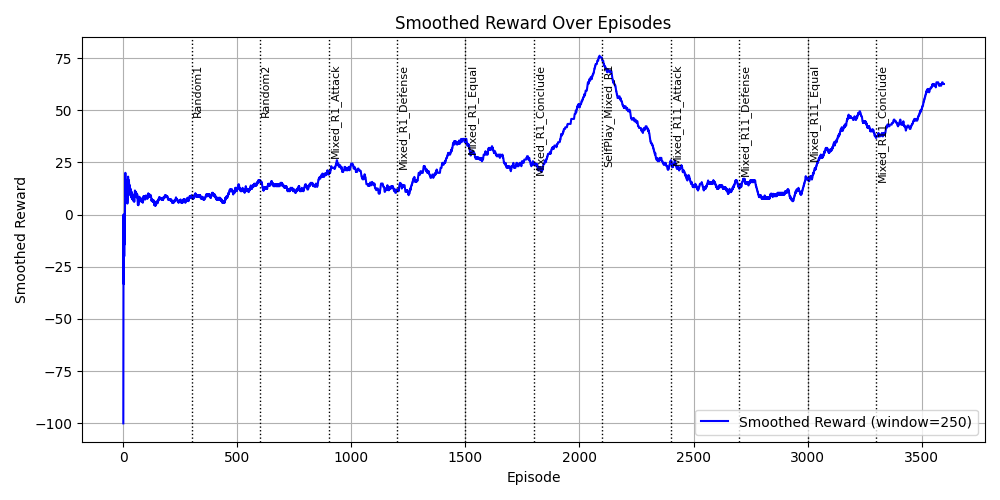 Smoothed Reward Over Episodes
75
50
25
0
−25
−50
−75
−100
Smoothed Reward
Random1
Random2
Mixed_R1_Attack
Mixed_R1_Defense
Mixed_R1_Equal
Mixed_R1_Conclude
SelfPlay_Mixed_R1
Mixed_R11_Attack
Mixed_R11_Defense
Mixed_R11_Equal
Mixed_R11_Conclude
Smoothed Reward (window=250)
0 500 1000 1500 2000 2500 3000 3500
Episode